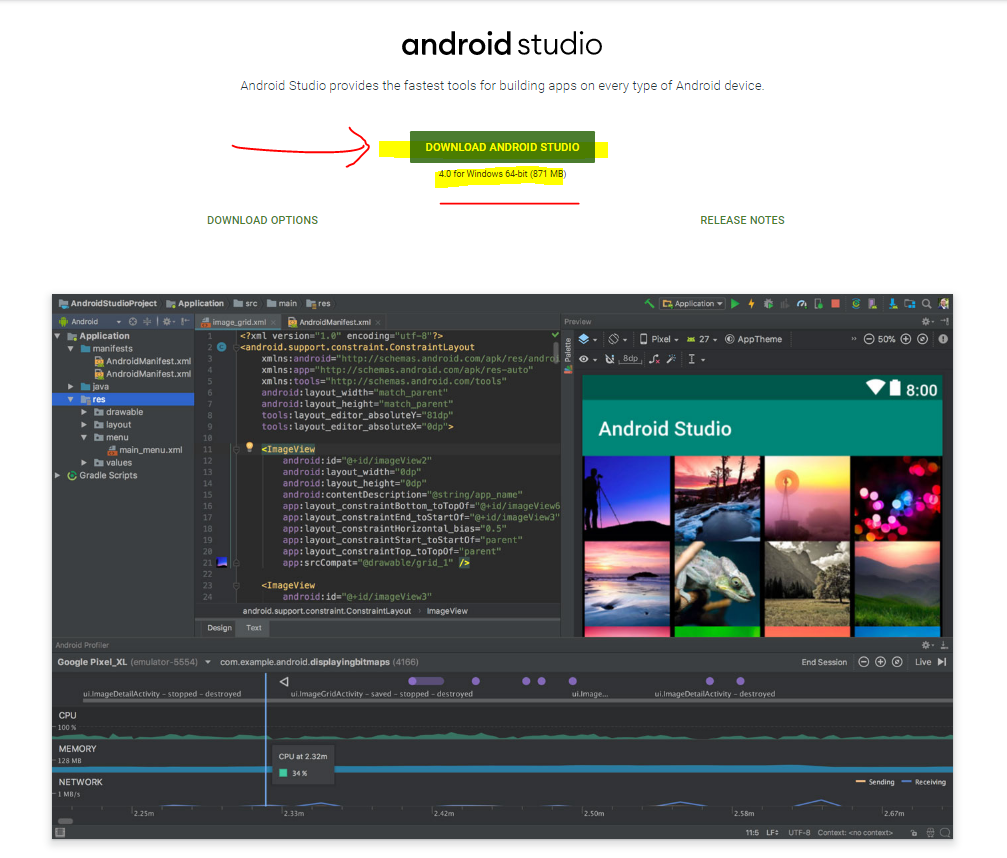 android studio
Android Studio provides the fastest tools for building apps on every type of Android device.
DOWNLOAD ANDROID STUDIO
4.0 for Windows 64-bit (871 MB)
DOWNLOAD OPTIONS
RELEASE NOTES
AndroidStudioProject Application src main res
Application
Android
image_grid.xml
AndroidManifest.xml
Preview
Application
manifests
AndroidManifest.xml
AndroidManifest.xml
java
res
drawable
layout
menu
main_menu.xml
values
Gradle Scripts
1 <?xml version="1.0" encoding="utf-8"?>
2 <android.support.constraint.ConstraintLayout
3 xmlns:android="http://schemas.android.com/apk/res/andro
4 xmlns:app="http://schemas.android.com/apk/res-auto"
5 xmlns:tools="http://schemas.android.com/tools"
6 android:layout_width="match_parent"
7 android:layout_height="match_parent"
8 tools:layout_editor_absoluteY="81dp"
9 tools:layout_editor_absoluteX="0dp">
10
11 <ImageView
12 android:id="@+id/imageView2"
13 android:layout_width="0dp"
14 android:layout_height="0dp"
15 android:contentDescription="@string/app_name"
16 app:layout_constraintBottom_toTopOf="@+id/imageView6
17 app:layout_constraintEnd_toStartOf="@+id/imageView3"
18 app:layout_constraintHorizontal_bias="0.5"
19 app:layout_constraintStart_toStartOf="parent"
20 app:layout_constraintTop_toTopOf="parent"
21 app:srcCompat="@drawable/grid_1" />
22
23 <ImageView
24 android:id="@+id/imageView3"
android.support.constraint.ConstraintLayout › ImageView
Design Text
Palette
Pixel 27 AppTheme 50%
8dp
8:00
Android Studio
Android Profiler
Google Pixel_XL (emulator-5554) com.example.android.displayingbitmaps (4166)
End Session Live
ui.ImageDetailActivity - stopped - destroyed
ui.ImageGridActivity - saved - stopped - destroyed
ui.Image...
ui.ImageDetailActivity - destroyed
CPU
100 %
MEMORY
128 MB
CPU at 2.32m
34 %
NETWORK
1 MB/s
Sending Receiving
2.25m 2.33m 2.42m 2.50m 2.58m 2.67m
11:5 LF÷ UTF-8 Context: <no context>